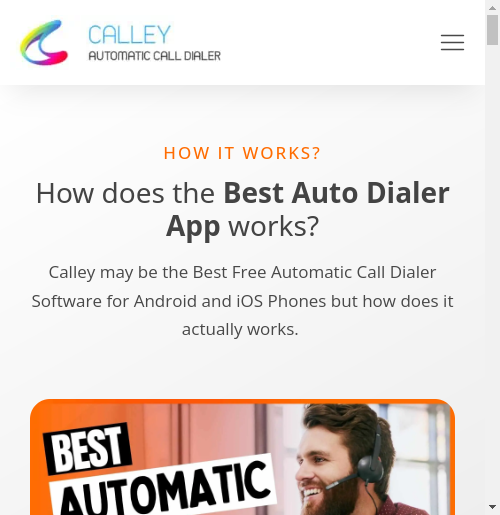 CALLEY
AUTOMATIC CALL DIALER
HOW IT WORKS?
How does the Best Auto Dialer
App works?
Calley may be the Best Free Automatic Call Dialer
Software for Android and iOS Phones but how does it
actually works.
BEST
AUTOMATIC